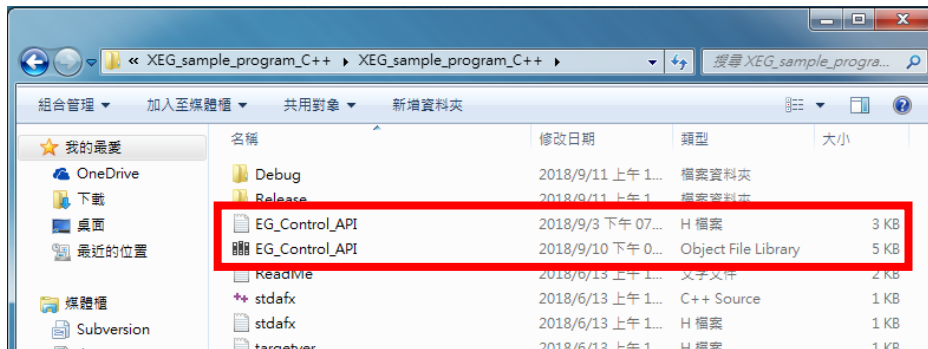 « XEG_sample_program_C++ ▸ XEG_sample_program_C++ ▸
搜尋 XEG_sample_progra...
組合管理 ▼ 加入至媒體櫃 ▼ 共用對象 ▼ 新增資料夾
名稱 修改日期 類型 大小
我的最愛
OneDrive
下載
桌面
最近的位置
媒體櫃
Subversion
Debug 2018/9/11 上午 1... 檔案資料夾
Release 2018/9/11 上午 1... 檔案資料夾
EG_Control_API 2018/9/3 下午 07... H 檔案 3 KB
EG_Control_API 2018/9/10 下午 0... Object File Library 5 KB
ReadMe 2018/6/13 上午 1... 文字文件 2 KB
stdafx 2018/6/13 上午 1... C++ Source 1 KB
stdafx 2018/6/13 上午 1... H 檔案 1 KB
targetver 2018/6/13 上午 1... H 檔案 1 KB